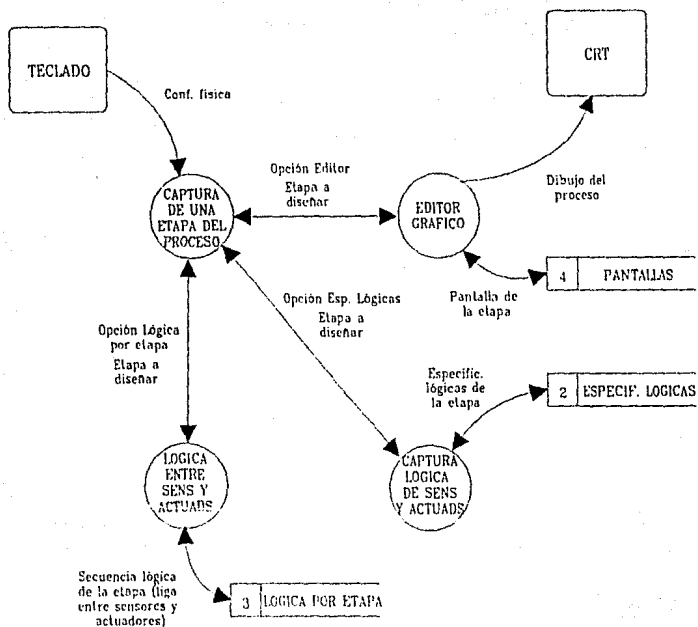 TECLADO
CRT
Conf. física
CAPTURA
DE UNA
ETAPA DEL
PROCESO
Opción Editor
Etapa a
diseñar
EDITOR
GRAFICO
Dibujo del
proceso
4 PANTALLAS
Pantalla de
la etapa
Opción Esp. Lógicas
Etapa a
diseñar
Opción Lógica
por etapa
Etapa a
diseñar
Especific.
lógicas de
la etapa
2 ESPECIF. LOGICAS
LOGICA
ENTRE
SENS Y
ACTUADS
CAPTURA
LOGICA
DE SENS
Y ACTUADS
Secuencia lógica
de la etapa (liga
entre sensores y
actuadores)
3 LOGICA POR ETAPA